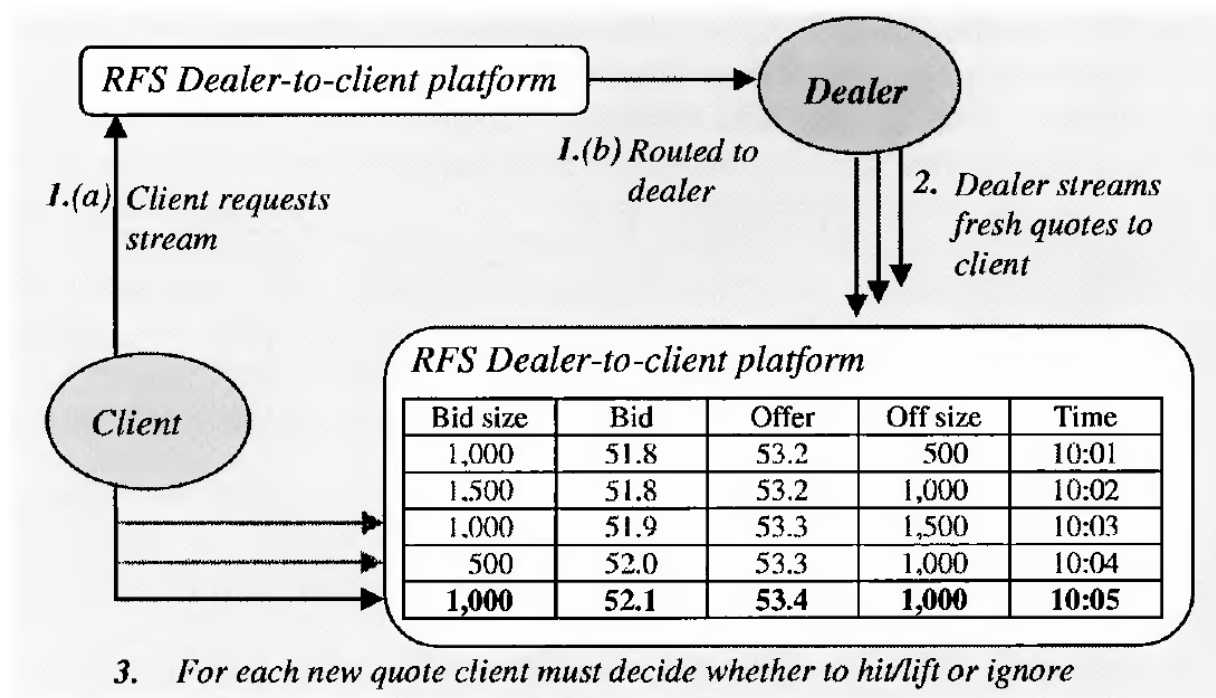 RFS Dealer-to-client platform
Dealer
1.(b) Routed to
dealer
1.(a) Client requests
stream
2. Dealer streams
fresh quotes to
client
Client
RFS Dealer-to-client platform
Bid size Bid Offer Off size Time
1,000 51.8 53.2 500 10:01
1.500 51.8 53.2 1,000 10:02
1,000 51.9 53.3 1,500 10:03
500 52.0 53.3 1,000 10:04
1,000 52.1 53.4 1,000 10:05
3. For each new quote client must decide whether to hit/lift or ignore